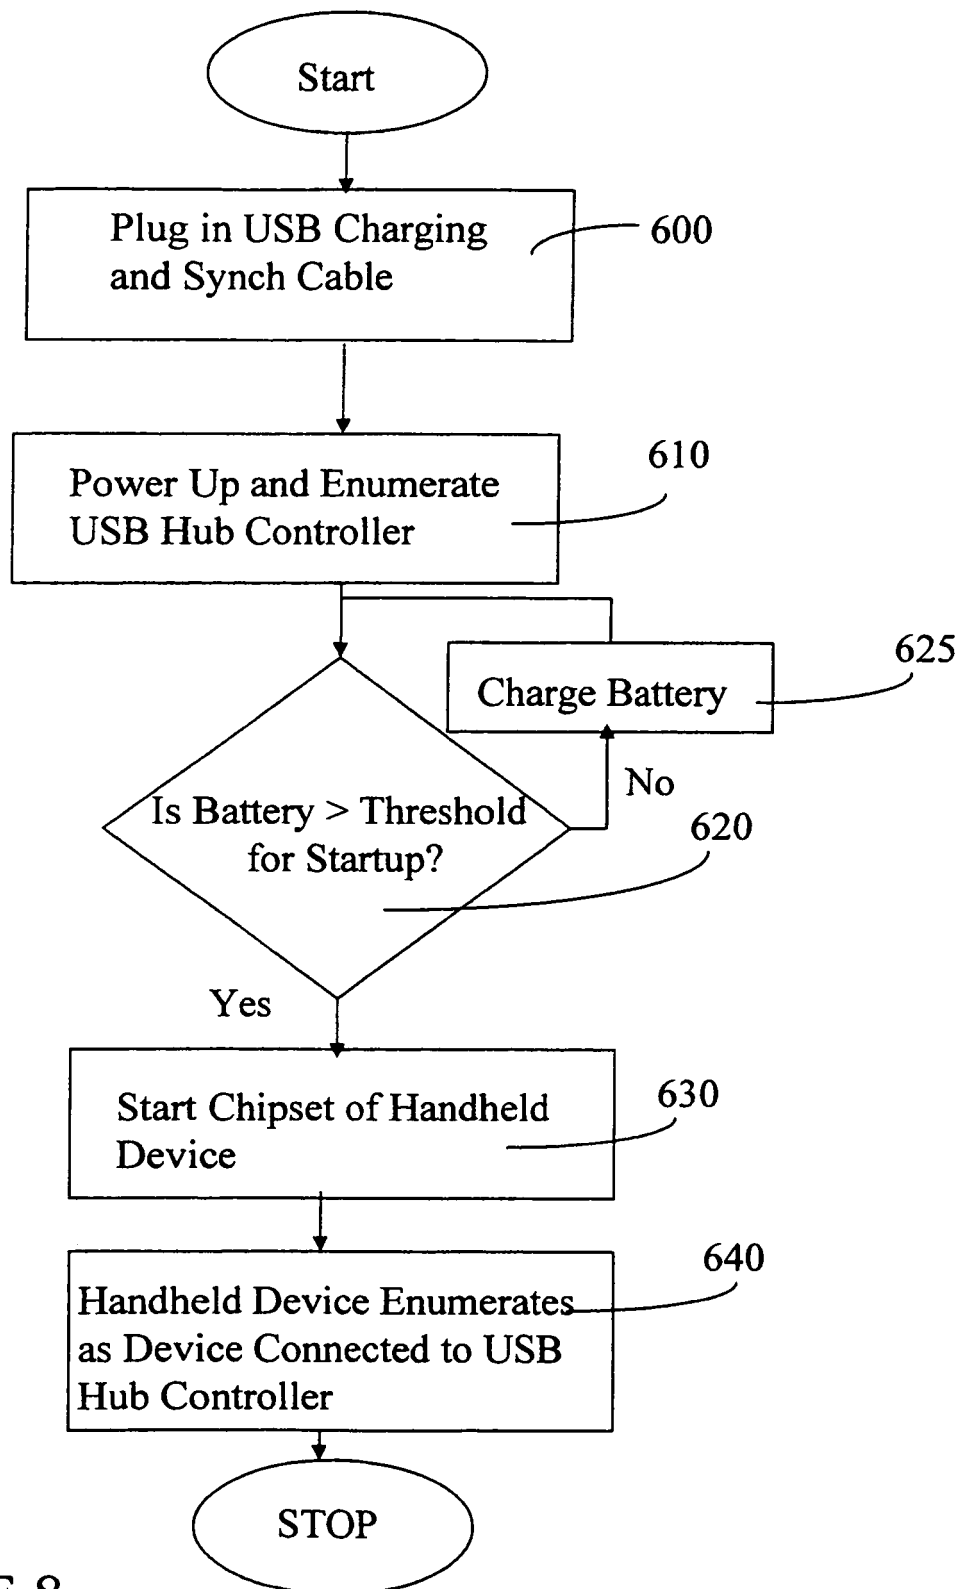 Start
Plug in USB Charging
and Synch Cable
600
Power Up and Enumerate
USB Hub Controller
610
Charge Battery
625
No
Is Battery > Threshold
for Startup?
620
Yes
Start Chipset of Handheld
Device
630
Handheld Device Enumerates
as Device Connected to USB
Hub Controller
640
STOP